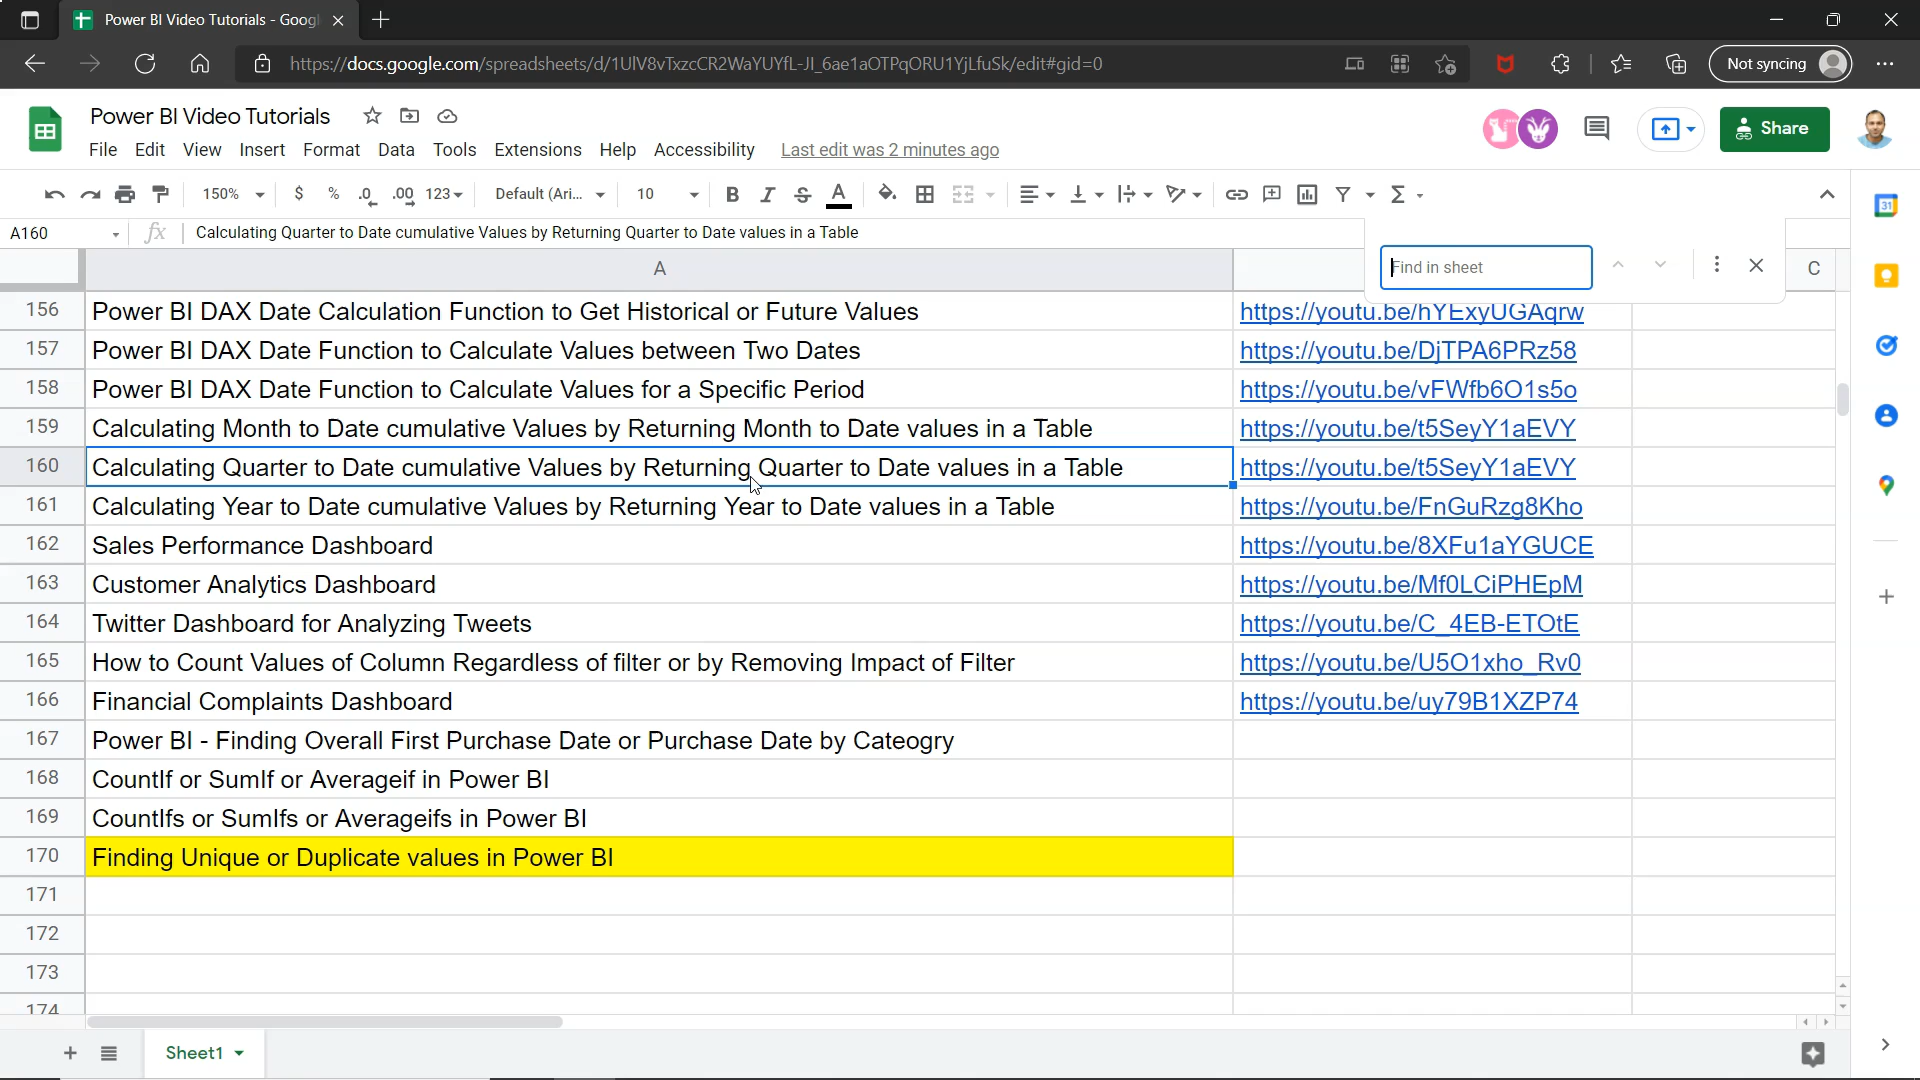 Power BI Video Tutorials - Googl
https://docs.google.com/spreadsheets/d/1UlV8vTxzcCR2WaYUYfL-JI_6ae1aOTPqORU1YjLfuSk/edit#gid=0
Not syncing
Power BI Video Tutorials
Share
File Edit View Insert Format Data Tools Extensions Help Accessibility Last edit was 2 minutes ago
150% $ % .0 .00 123 Default (Ari... 10 B I S A Σ
31
A160 fx Calculating Quarter to Date cumulative Values by Returning Quarter to Date values in a Table
Find in sheet
A C
156 Power BI DAX Date Calculation Function to Get Historical or Future Values https://youtu.be/hYExyUGAqrw
157 Power BI DAX Date Function to Calculate Values between Two Dates https://youtu.be/DjTPA6PRz58
158 Power BI DAX Date Function to Calculate Values for a Specific Period https://youtu.be/vFWfb6O1s5o
159 Calculating Month to Date cumulative Values by Returning Month to Date values in a Table https://youtu.be/t5SeyY1aEVY
160 Calculating Quarter to Date cumulative Values by Returning Quarter to Date values in a Table https://youtu.be/t5SeyY1aEVY
161 Calculating Year to Date cumulative Values by Returning Year to Date values in a Table https://youtu.be/FnGuRzg8Kho
162 Sales Performance Dashboard https://youtu.be/8XFu1aYGUCE
163 Customer Analytics Dashboard https://youtu.be/Mf0LCiPHEpM
164 Twitter Dashboard for Analyzing Tweets https://youtu.be/C_4EB-ETOtE
165 How to Count Values of Column Regardless of filter or by Removing Impact of Filter https://youtu.be/U5O1xho_Rv0
166 Financial Complaints Dashboard https://youtu.be/uy79B1XZP74
167 Power BI - Finding Overall First Purchase Date or Purchase Date by Cateogry
168 CountIf or SumIf or Averageif in Power BI
169 CountIfs or SumIfs or Averageifs in Power BI
170 Finding Unique or Duplicate values in Power BI
171
172
173
174
Sheet1